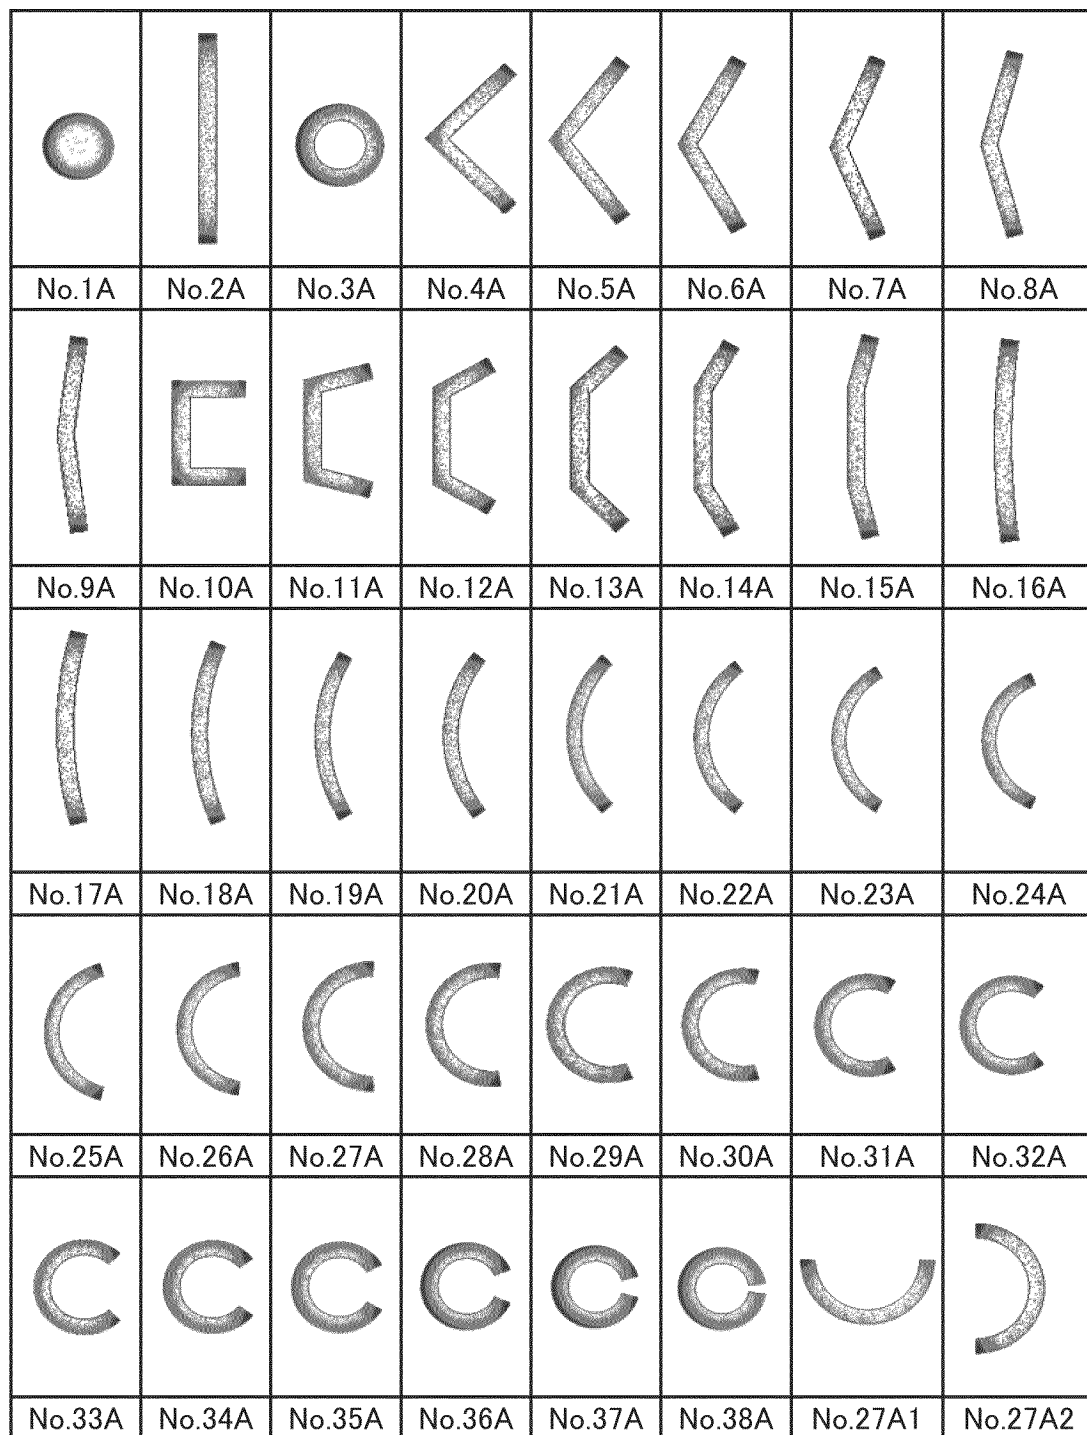 No.1A No.2A No.3A No.4A No.5A No.6A No.7A No.8A
No.9A No.10A No.11A No.12A No.13A No.14A No.15A No.16A
No.17A No.18A No.19A No.20A No.21A No.22A No.23A No.24A
No.25A No.26A No.27A No.28A No.29A No.30A No.31A No.32A
No.33A No.34A No.35A No.36A No.37A No.38A No.27A1 No.27A2